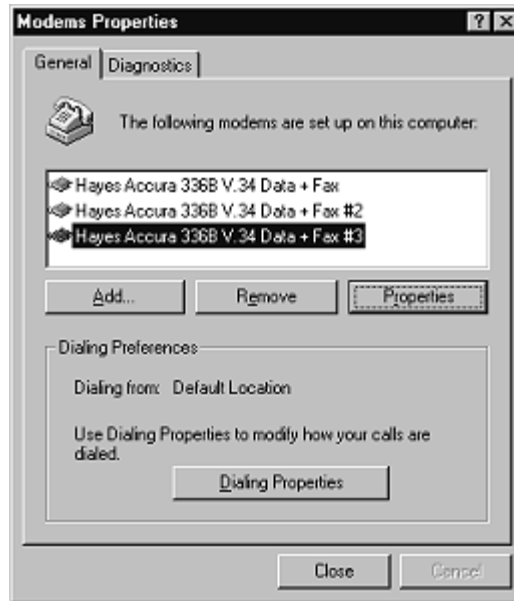 Modems Properties
General Diagnostics
The following modems are set up on this computer:
Hayes Accura 336B V.34 Data + Fax
Hayes Accura 336B V.34 Data + Fax #2
Hayes Accura 336B V.34 Data + Fax #3
Add... Remove Properties
Dialing Preferences
Dialing from: Default Location
Use Dialing Properties to modify how your calls are
dialed.
Dialing Properties
Close Cancel